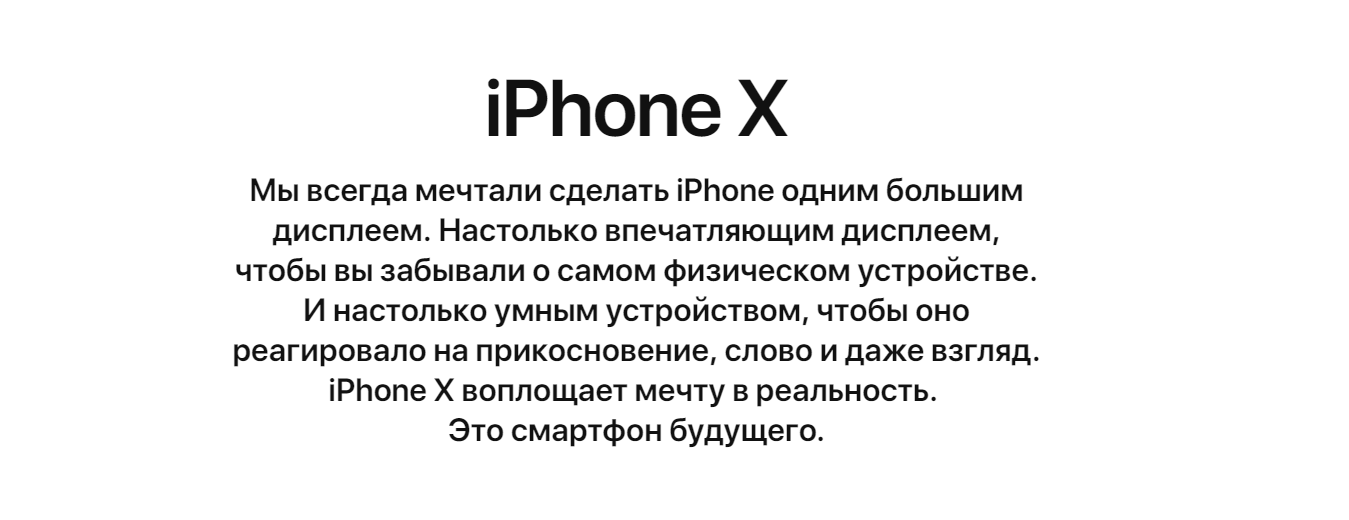 iPhone X
Мы всегда мечтали сделать iPhone одним большим
дисплеем. Настолько впечатляющим дисплеем,
чтобы вы забывали о самом физическом устройстве.
И настолько умным устройством, чтобы оно
реагировало на прикосновение, слово и даже взгляд.
iPhone X воплощает мечту в реальность.
Это смартфон будущего.